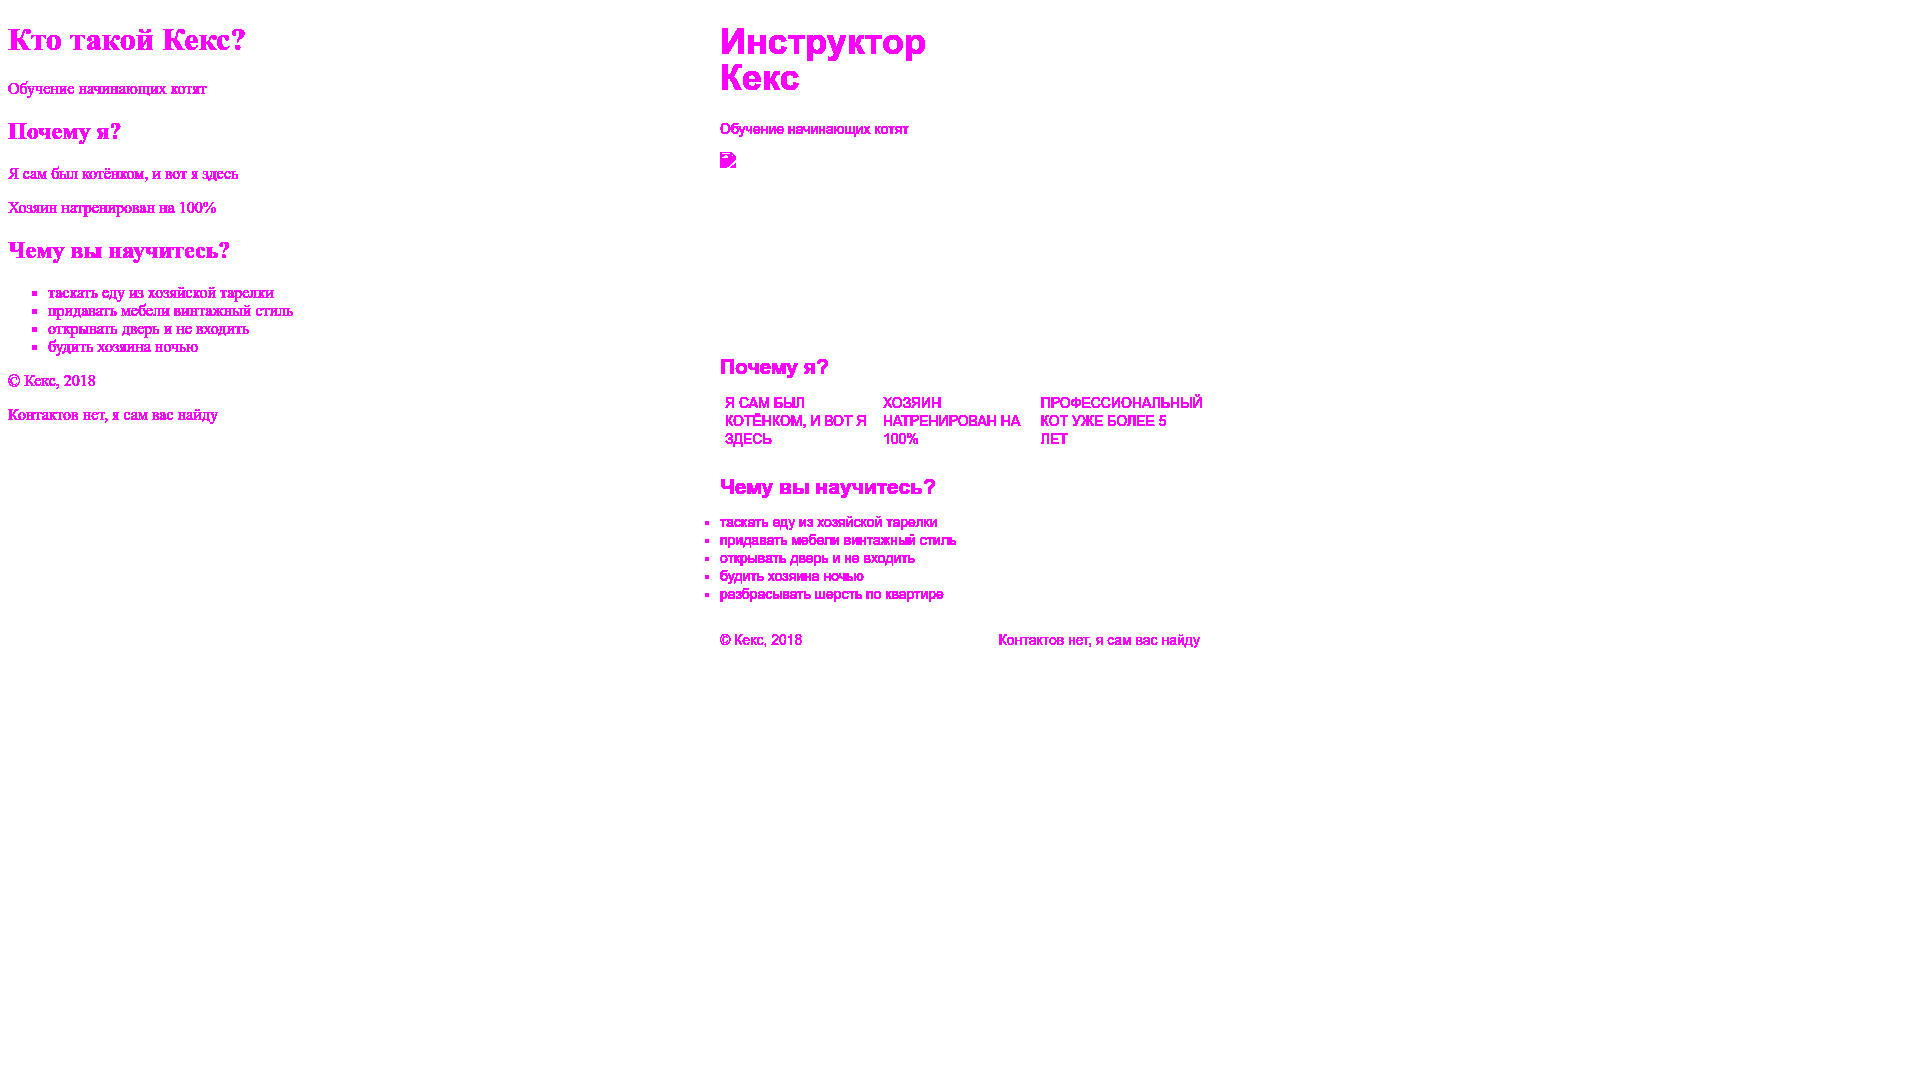 Кто такой Кекс?
Обучение начинающих котят
Почему я?
Я сам был котёнком, и вот я здесь
Хозяин натренирован на 100%
Чему вы научитесь?
таскать еду из хозяйской тарелки
придавать мебели винтажный стиль
открывать дверь и не входить
будить хозяина ночью
© Кекс, 2018
Контактов нет, я сам вас найду
Инструктор
Кекс
Обучение начинающих котят
Почему я?
Я САМ БЫЛ
КОТЁНКОМ, И ВОТ Я
ЗДЕСЬ
ХОЗЯИН
НАТРЕНИРОВАН НА
100%
ПРОФЕССИОНАЛЬНЫЙ
КОТ УЖЕ БОЛЕЕ 5
ЛЕТ
Чему вы научитесь?
таскать еду из хозяйской тарелки
придавать мебели винтажный стиль
открывать дверь и не входить
будить хозяина ночью
разбрасывать шерсть по квартире
© Кекс, 2018
Контактов нет, я сам вас найду